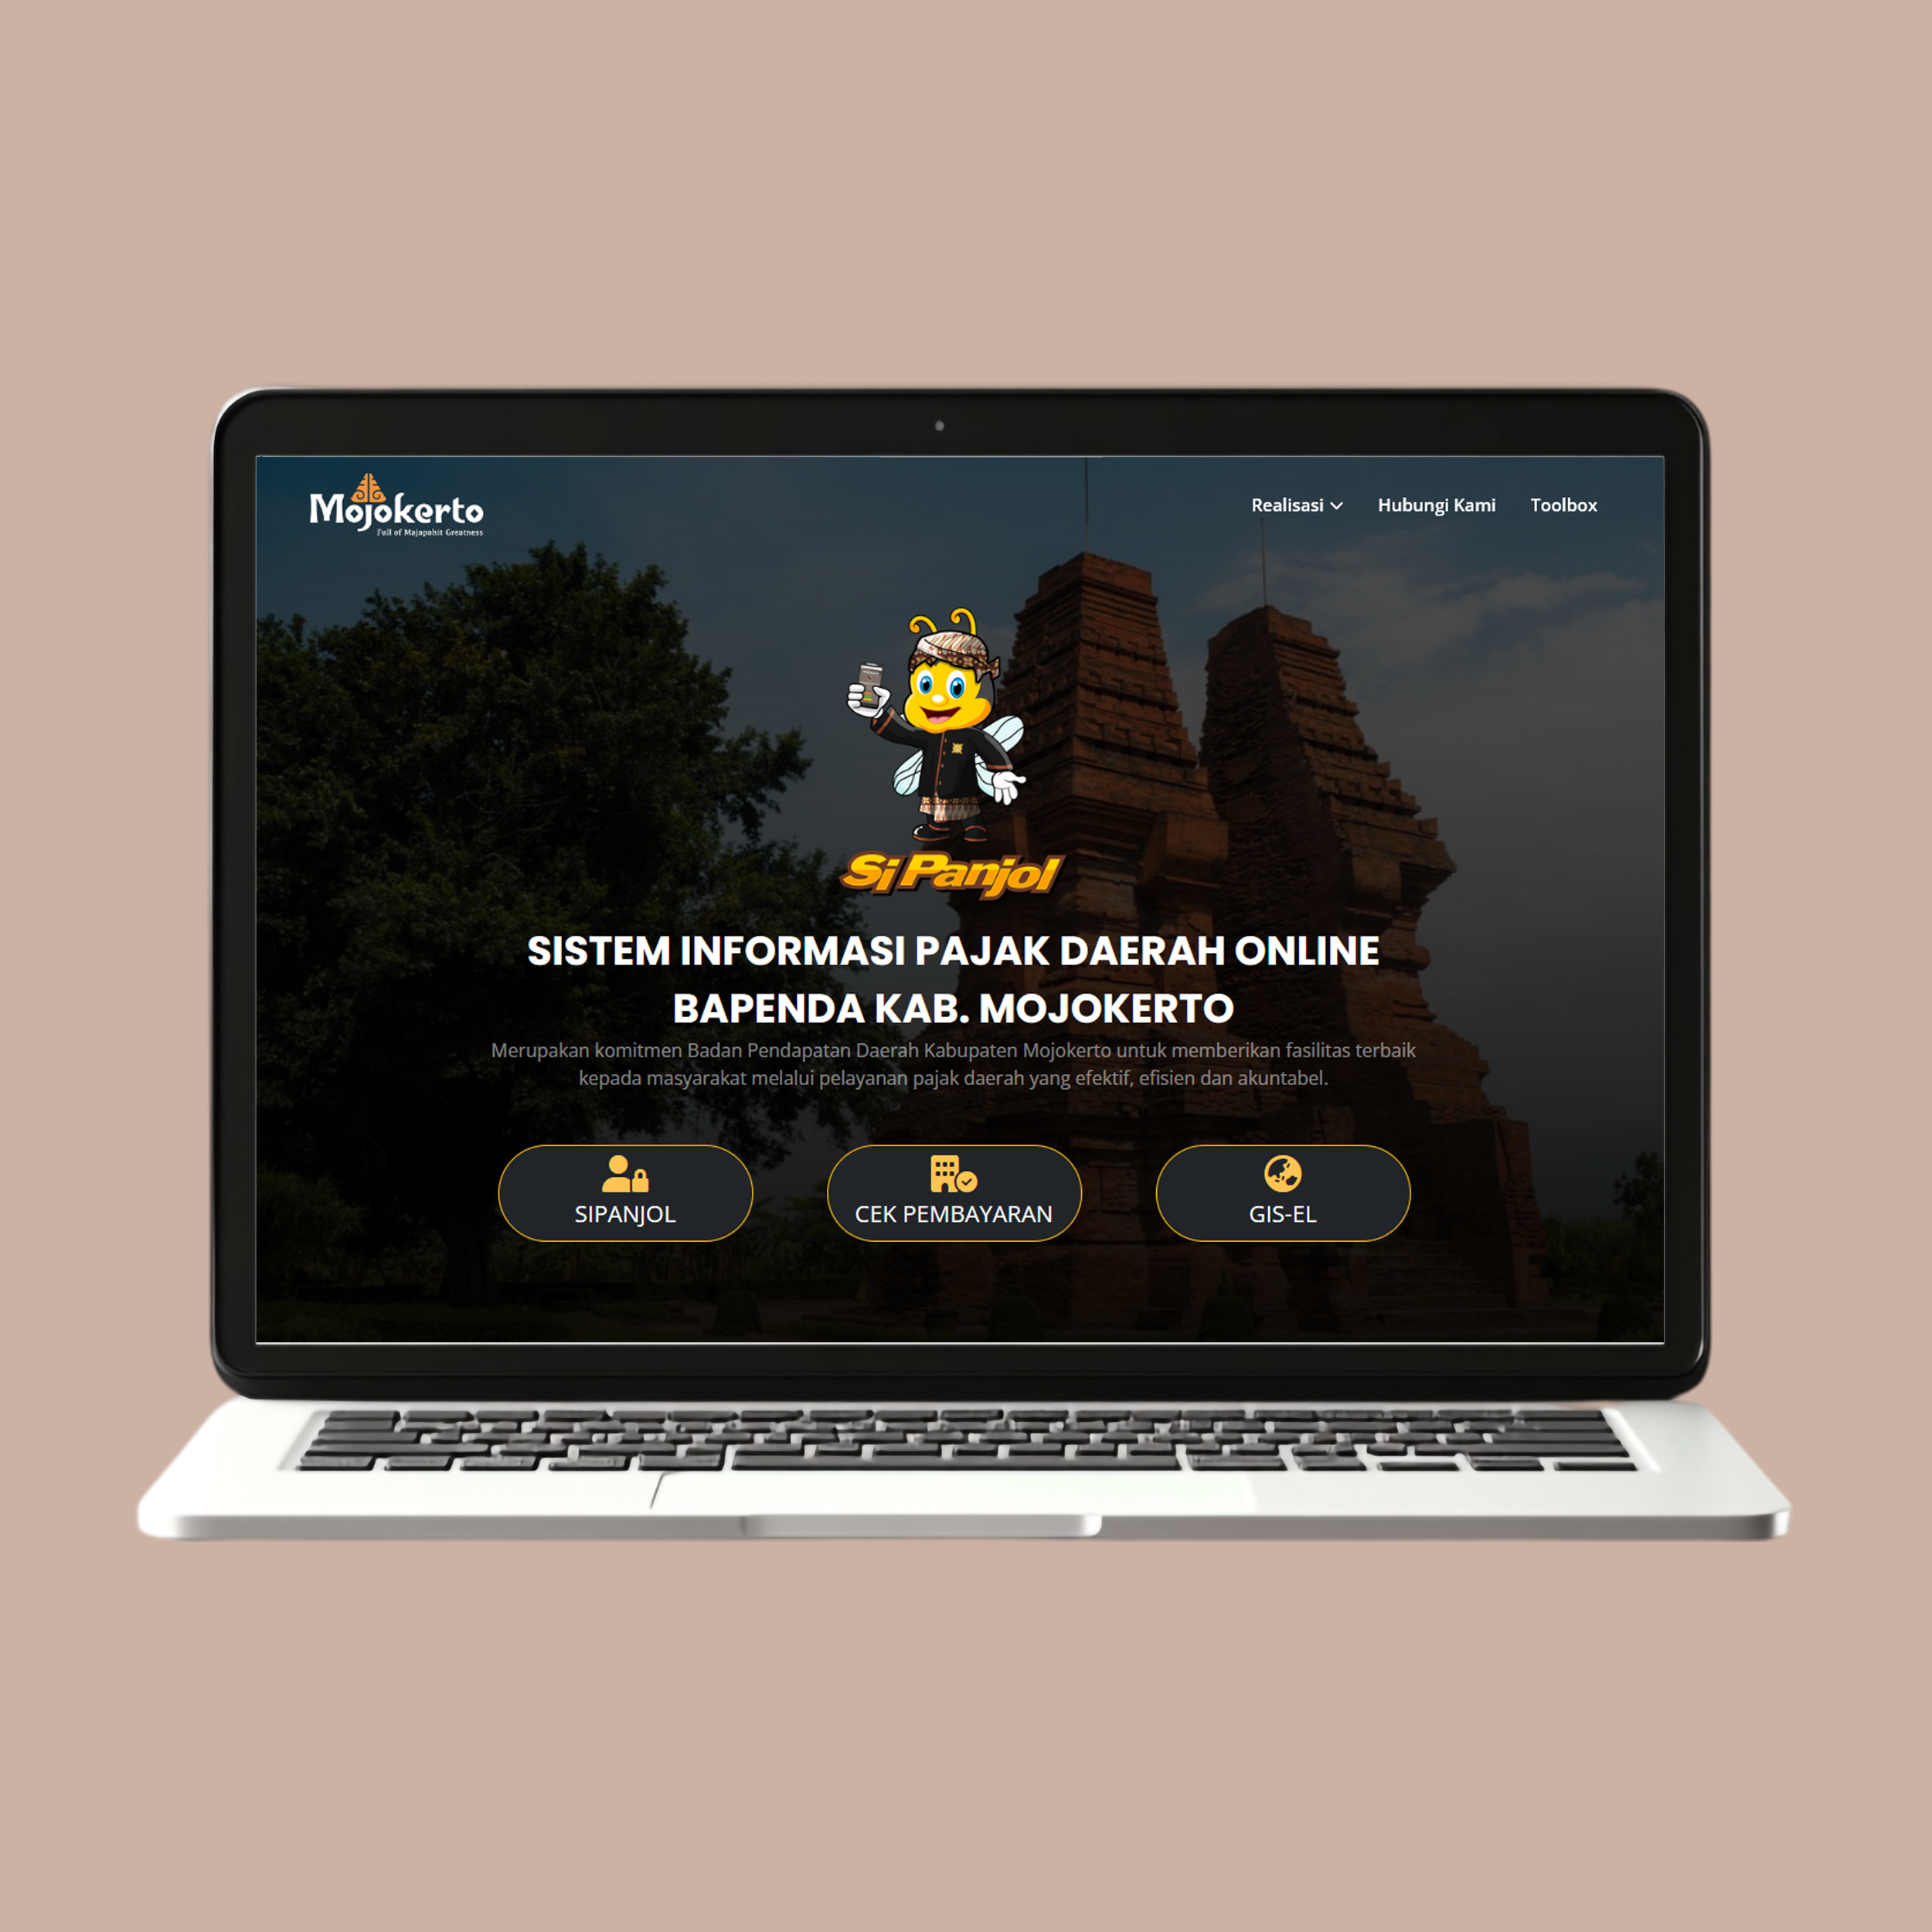 Mojokerto
Full of Majapahit Greatness
Realisasi
Hubungi Kami
Toolbox
Si Panjol
SISTEM INFORMASI PAJAK DAERAH ONLINE
BAPENDA KAB. MOJOKERTO
Merupakan komitmen Badan Pendapatan Daerah Kabupaten Mojokerto untuk memberikan fasilitas terbaik
kepada masyarakat melalui pelayanan pajak daerah yang efektif, efisien dan akuntabel.
SIPANJOL
CEK PEMBAYARAN
GIS-EL